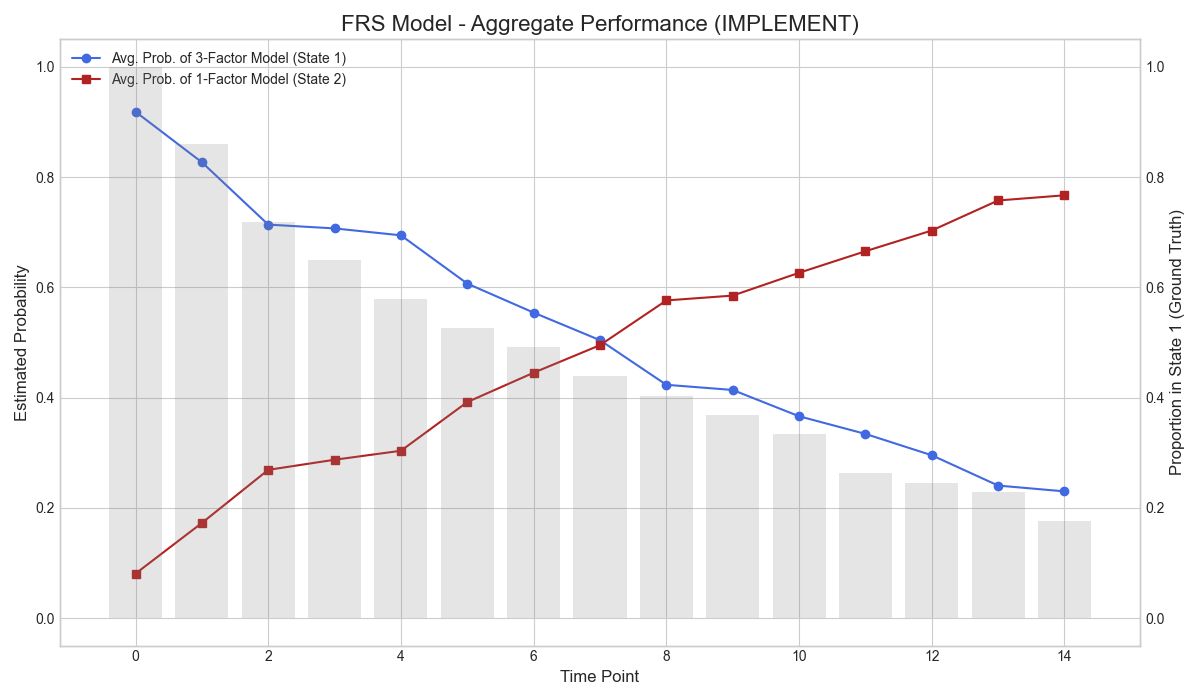 FRS Model - Aggregate Performance (IMPLEMENT)
Avg. Prob. of 3-Factor Model (State 1)
Avg. Prob. of 1-Factor Model (State 2)
Estimated Probability
1.0
0.8
0.6
0.4
0.2
0.0
1.0
0.8
0.6
0.4
0.2
0.0
Proportion in State 1 (Ground Truth)
0 2 4 6 8 10 12 14
Time Point